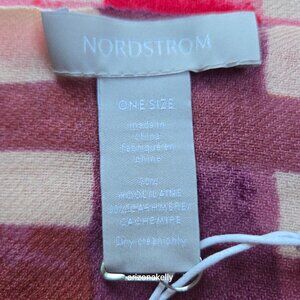 NORDSTROM
ONE SIZE
made in
china
fabriqué en
chine
WOOL/LAINE
CASHMERE/
CACHEMIRE
Dry clean only
arizonakelly